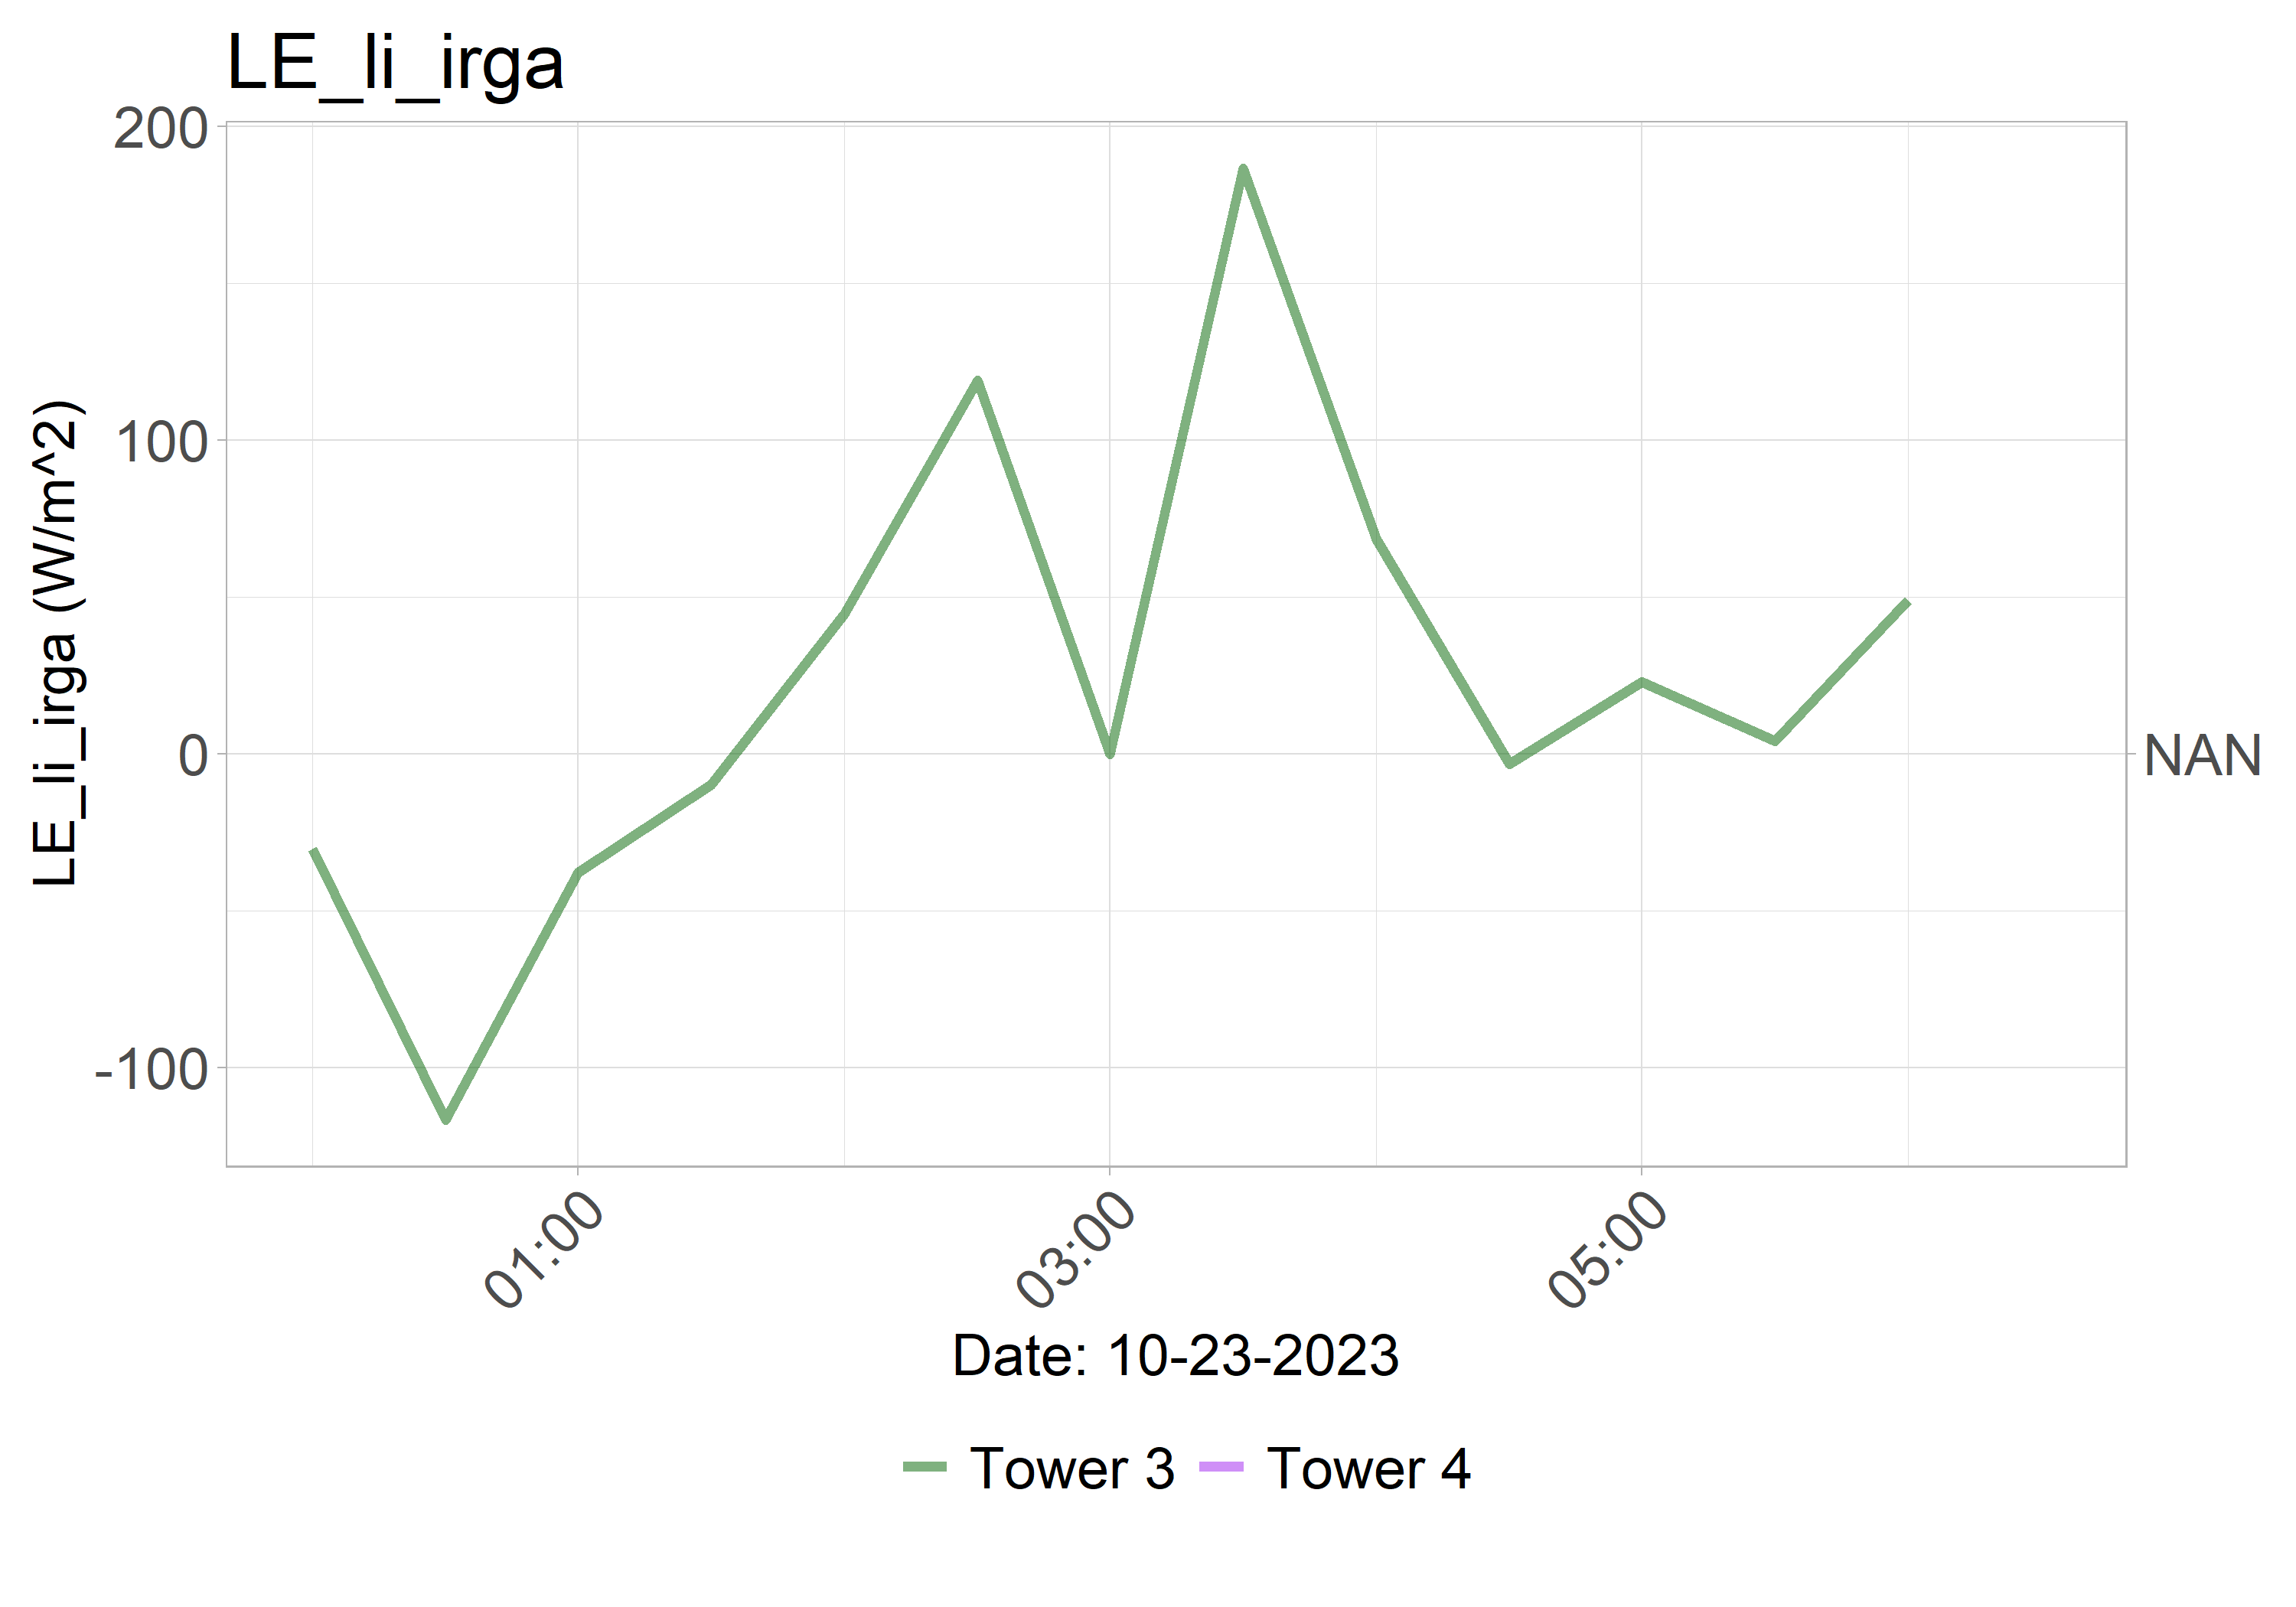 LE_li_irga
LE_li_irga (W/m^2)
200
100
0
-100
NAN
01:00
03:00
05:00
Date: 10-23-2023
Tower 3
Tower 4